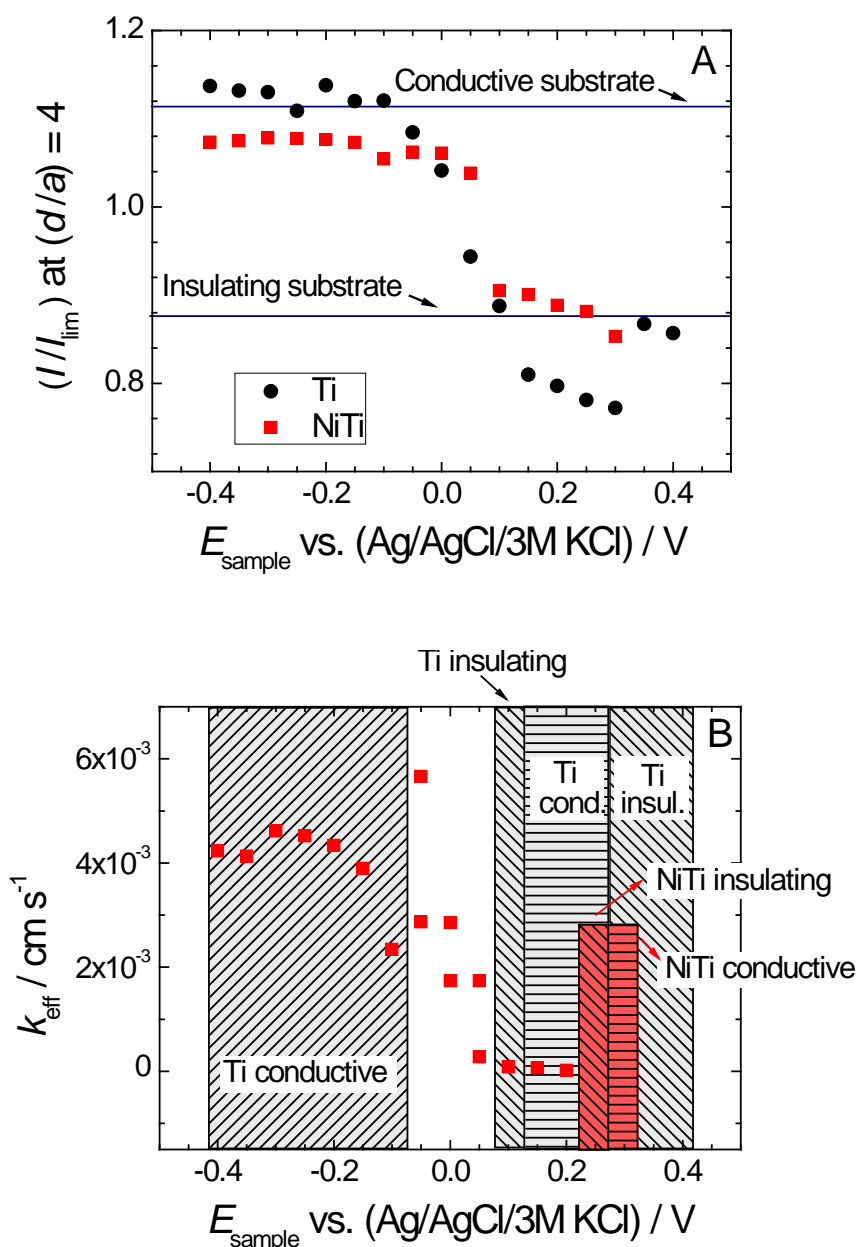 A
1.2
1.0
0.8
(I/I_lim) at (d/a) = 4
Conductive substrate
Insulating substrate
Ti
NiTi
-0.4 -0.2 0.0 0.2 0.4
E_sample vs. (Ag/AgCl/3M KCl) / V
Ti insulating
B
6x10^-3
4x10^-3
2x10^-3
0
k_eff / cm s^-1
Ti
cond.
Ti
insul.
NiTi insulating
NiTi conductive
Ti conductive
-0.4 -0.2 0.0 0.2 0.4
E_sample vs. (Ag/AgCl/3M KCl) / V